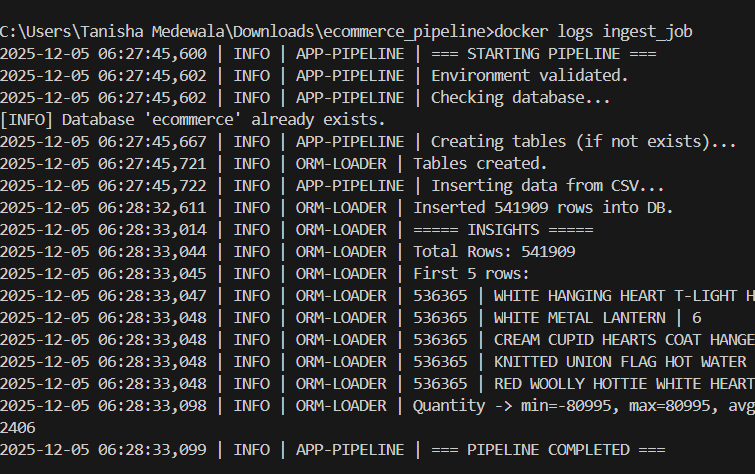 C:\Users\Tanisha Medewala\Downloads\ecommerce_pipeline>docker logs ingest_job
2025-12-05 06:27:45,600 | INFO | APP-PIPELINE | === STARTING PIPELINE ===
2025-12-05 06:27:45,602 | INFO | APP-PIPELINE | Environment validated.
2025-12-05 06:27:45,602 | INFO | APP-PIPELINE | Checking database...
[INFO] Database 'ecommerce' already exists.
2025-12-05 06:27:45,667 | INFO | APP-PIPELINE | Creating tables (if not exists)...
2025-12-05 06:27:45,721 | INFO | ORM-LOADER | Tables created.
2025-12-05 06:27:45,722 | INFO | APP-PIPELINE | Inserting data from CSV...
2025-12-05 06:28:32,611 | INFO | ORM-LOADER | Inserted 541909 rows into DB.
2025-12-05 06:28:33,014 | INFO | ORM-LOADER | ===== INSIGHTS =====
2025-12-05 06:28:33,044 | INFO | ORM-LOADER | Total Rows: 541909
2025-12-05 06:28:33,045 | INFO | ORM-LOADER | First 5 rows:
2025-12-05 06:28:33,047 | INFO | ORM-LOADER | 536365 | WHITE HANGING HEART T-LIGHT H
2025-12-05 06:28:33,048 | INFO | ORM-LOADER | 536365 | WHITE METAL LANTERN | 6
2025-12-05 06:28:33,048 | INFO | ORM-LOADER | 536365 | CREAM CUPID HEARTS COAT HANGE
2025-12-05 06:28:33,048 | INFO | ORM-LOADER | 536365 | KNITTED UNION FLAG HOT WATER
2025-12-05 06:28:33,048 | INFO | ORM-LOADER | 536365 | RED WOOLLY HOTTIE WHITE HEART
2025-12-05 06:28:33,098 | INFO | ORM-LOADER | Quantity -> min=-80995, max=80995, avg
2406
2025-12-05 06:28:33,099 | INFO | APP-PIPELINE | === PIPELINE COMPLETED ===